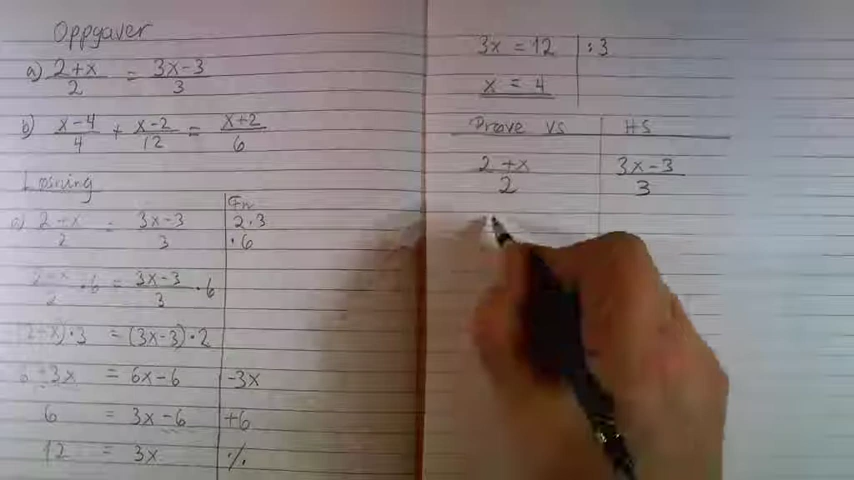 Oppgaver
a) (2+x)/2 = (3x-3)/3
b) (x-4)/4 + (x-2)/12 = (x+2)/6
Løsning
Fn
a) (2+x)/2 = (3x-3)/3 | 2·3
·6
(2+x)/2 ·6 = (3x-3)/3 ·6
(2+x)·3 = (3x-3)·2
6+3x = 6x-6 | -3x
6 = 3x-6 | +6
12 = 3x | ·/.
3x = 12 | :3
x = 4
Prøve VS | HS
(2+x)/2 | (3x-3)/3